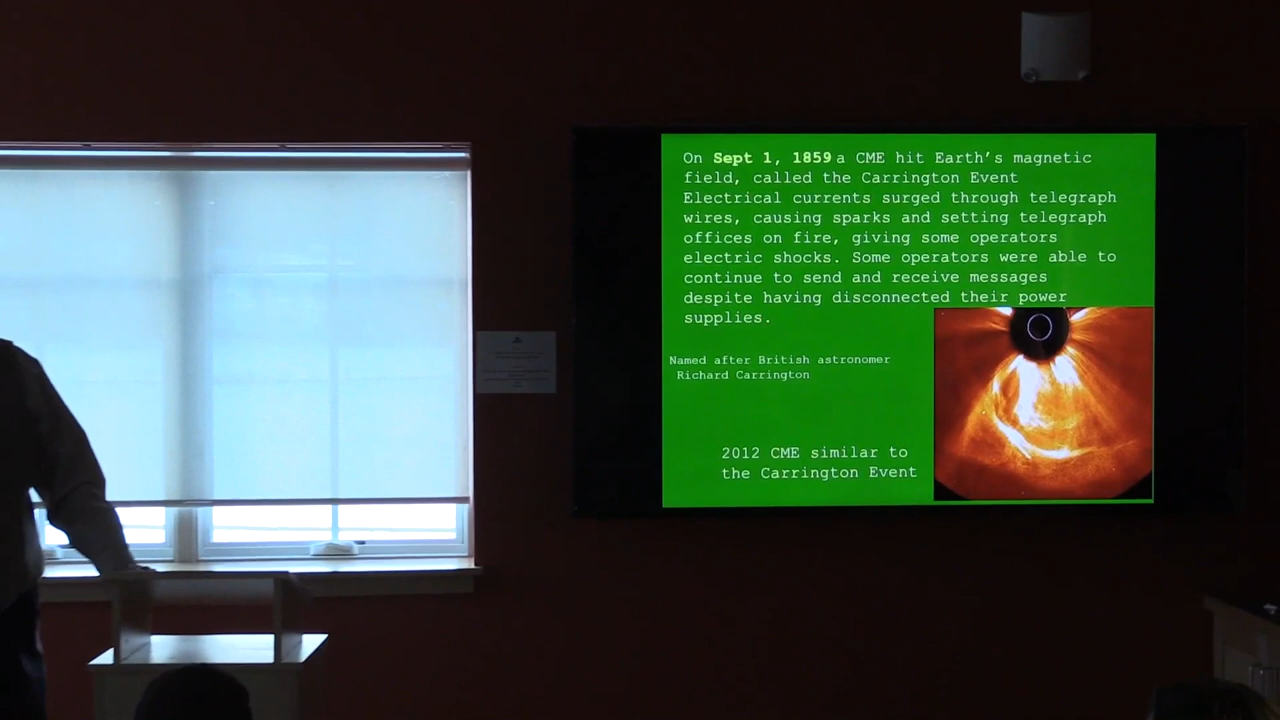 On Sept 1, 1859 a CME hit Earth's magnetic
field, called the Carrington Event
Electrical currents surged through telegraph
wires, causing sparks and setting telegraph
offices on fire, giving some operators
electric shocks. Some operators were able to
continue to send and receive messages
despite having disconnected their power
supplies.
Named after British astronomer
Richard Carrington
2012 CME similar to
the Carrington Event